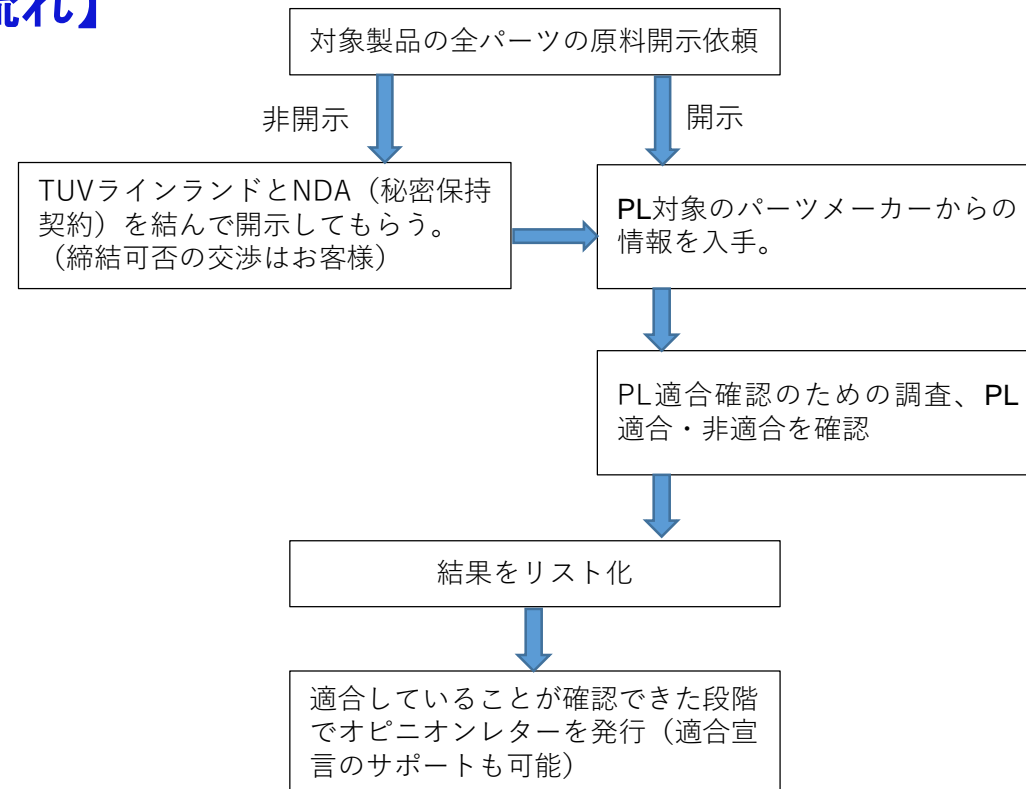 流れ】
対象製品の全パーツの原料開示依頼
非開示
開示
TUVラインランドとNDA（秘密保持
契約）を結んで開示してもらう。
（締結可否の交渉はお客様）
PL対象のパーツメーカーからの
情報を入手。
PL適合確認のための調査、PL
適合・非適合を確認
結果をリスト化
適合していることが確認できた段階
でオピニオンレターを発行（適合宣
言のサポートも可能）